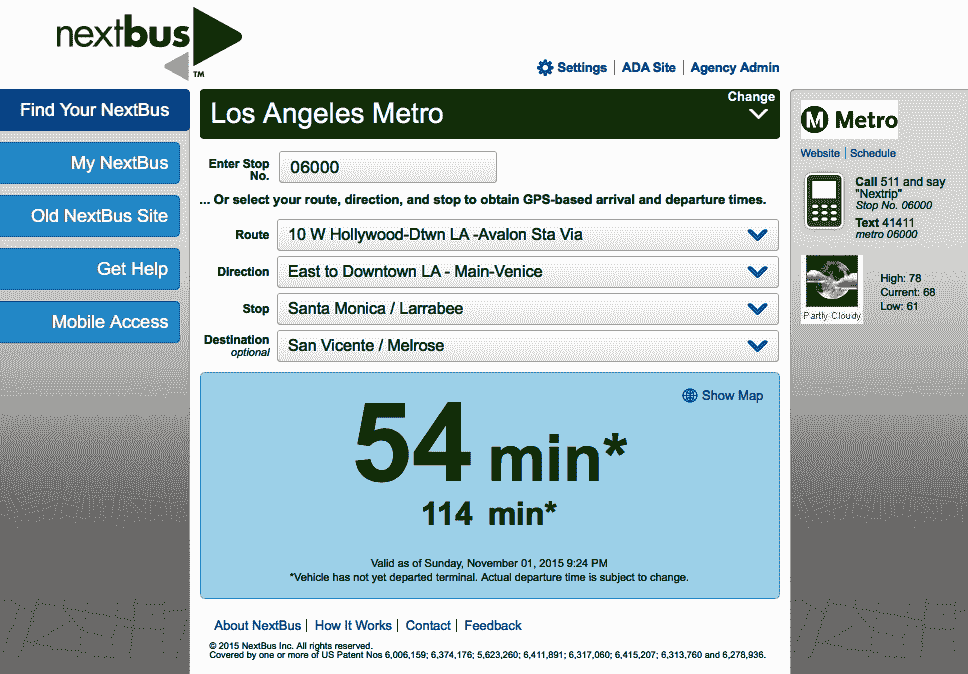 nextbus
TM
Settings | ADA Site | Agency Admin
Find Your NextBus
My NextBus
Old NextBus Site
Get Help
Mobile Access
Los Angeles Metro
Change
Enter Stop
No.
06000
... Or select your route, direction, and stop to obtain GPS-based arrival and departure times.
Route
10 W Hollywood-Dtwn LA -Avalon Sta Via
Direction
East to Downtown LA - Main-Venice
Stop
Santa Monica / Larrabee
Destination
optional
San Vicente / Melrose
Show Map
54 min*
114 min*
Valid as of Sunday, November 01, 2015 9:24 PM
*Vehicle has not yet departed terminal. Actual departure time is subject to change.
About NextBus | How It Works | Contact | Feedback
© 2015 NextBus Inc. All rights reserved.
Covered by one or more of US Patent Nos 6,006,159; 6,374,176; 5,623,260; 6,411,891; 6,317,060; 6,415,207; 6,313,760 and 6,278,936.
M Metro
Website | Schedule
Call 511 and say
"Nextrip"
Stop No. 06000
Text 41411
metro 06000
Partly Cloudy
High: 78
Current: 68
Low: 61